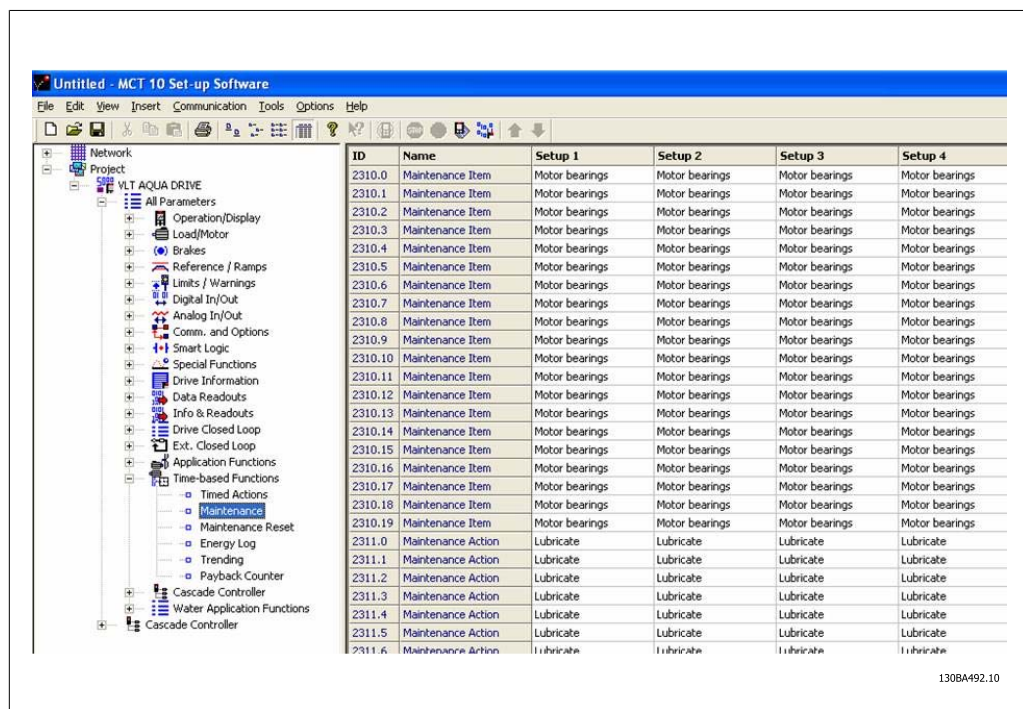 Untitled - MCT 10 Set-up Software
File Edit View Insert Communication Tools Options Help
Network
Project
VLT AQUA DRIVE
All Parameters
Operation/Display
Load/Motor
Brakes
Reference / Ramps
Limits / Warnings
Digital In/Out
Analog In/Out
Comm. and Options
Smart Logic
Special Functions
Drive Information
Data Readouts
Info & Readouts
Drive Closed Loop
Ext. Closed Loop
Application Functions
Time-based Functions
Timed Actions
Maintenance
Maintenance Reset
Energy Log
Trending
Payback Counter
Cascade Controller
Water Application Functions
Cascade Controller
ID Name Setup 1 Setup 2 Setup 3 Setup 4
2310.0 Maintenance Item Motor bearings Motor bearings Motor bearings Motor bearings
2310.1 Maintenance Item Motor bearings Motor bearings Motor bearings Motor bearings
2310.2 Maintenance Item Motor bearings Motor bearings Motor bearings Motor bearings
2310.3 Maintenance Item Motor bearings Motor bearings Motor bearings Motor bearings
2310.4 Maintenance Item Motor bearings Motor bearings Motor bearings Motor bearings
2310.5 Maintenance Item Motor bearings Motor bearings Motor bearings Motor bearings
2310.6 Maintenance Item Motor bearings Motor bearings Motor bearings Motor bearings
2310.7 Maintenance Item Motor bearings Motor bearings Motor bearings Motor bearings
2310.8 Maintenance Item Motor bearings Motor bearings Motor bearings Motor bearings
2310.9 Maintenance Item Motor bearings Motor bearings Motor bearings Motor bearings
2310.10 Maintenance Item Motor bearings Motor bearings Motor bearings Motor bearings
2310.11 Maintenance Item Motor bearings Motor bearings Motor bearings Motor bearings
2310.12 Maintenance Item Motor bearings Motor bearings Motor bearings Motor bearings
2310.13 Maintenance Item Motor bearings Motor bearings Motor bearings Motor bearings
2310.14 Maintenance Item Motor bearings Motor bearings Motor bearings Motor bearings
2310.15 Maintenance Item Motor bearings Motor bearings Motor bearings Motor bearings
2310.16 Maintenance Item Motor bearings Motor bearings Motor bearings Motor bearings
2310.17 Maintenance Item Motor bearings Motor bearings Motor bearings Motor bearings
2310.18 Maintenance Item Motor bearings Motor bearings Motor bearings Motor bearings
2310.19 Maintenance Item Motor bearings Motor bearings Motor bearings Motor bearings
2311.0 Maintenance Action Lubricate Lubricate Lubricate Lubricate
2311.1 Maintenance Action Lubricate Lubricate Lubricate Lubricate
2311.2 Maintenance Action Lubricate Lubricate Lubricate Lubricate
2311.3 Maintenance Action Lubricate Lubricate Lubricate Lubricate
2311.4 Maintenance Action Lubricate Lubricate Lubricate Lubricate
2311.5 Maintenance Action Lubricate Lubricate Lubricate Lubricate
2311.6 Maintenance Action Lubricate Lubricate Lubricate Lubricate
130BA492.10